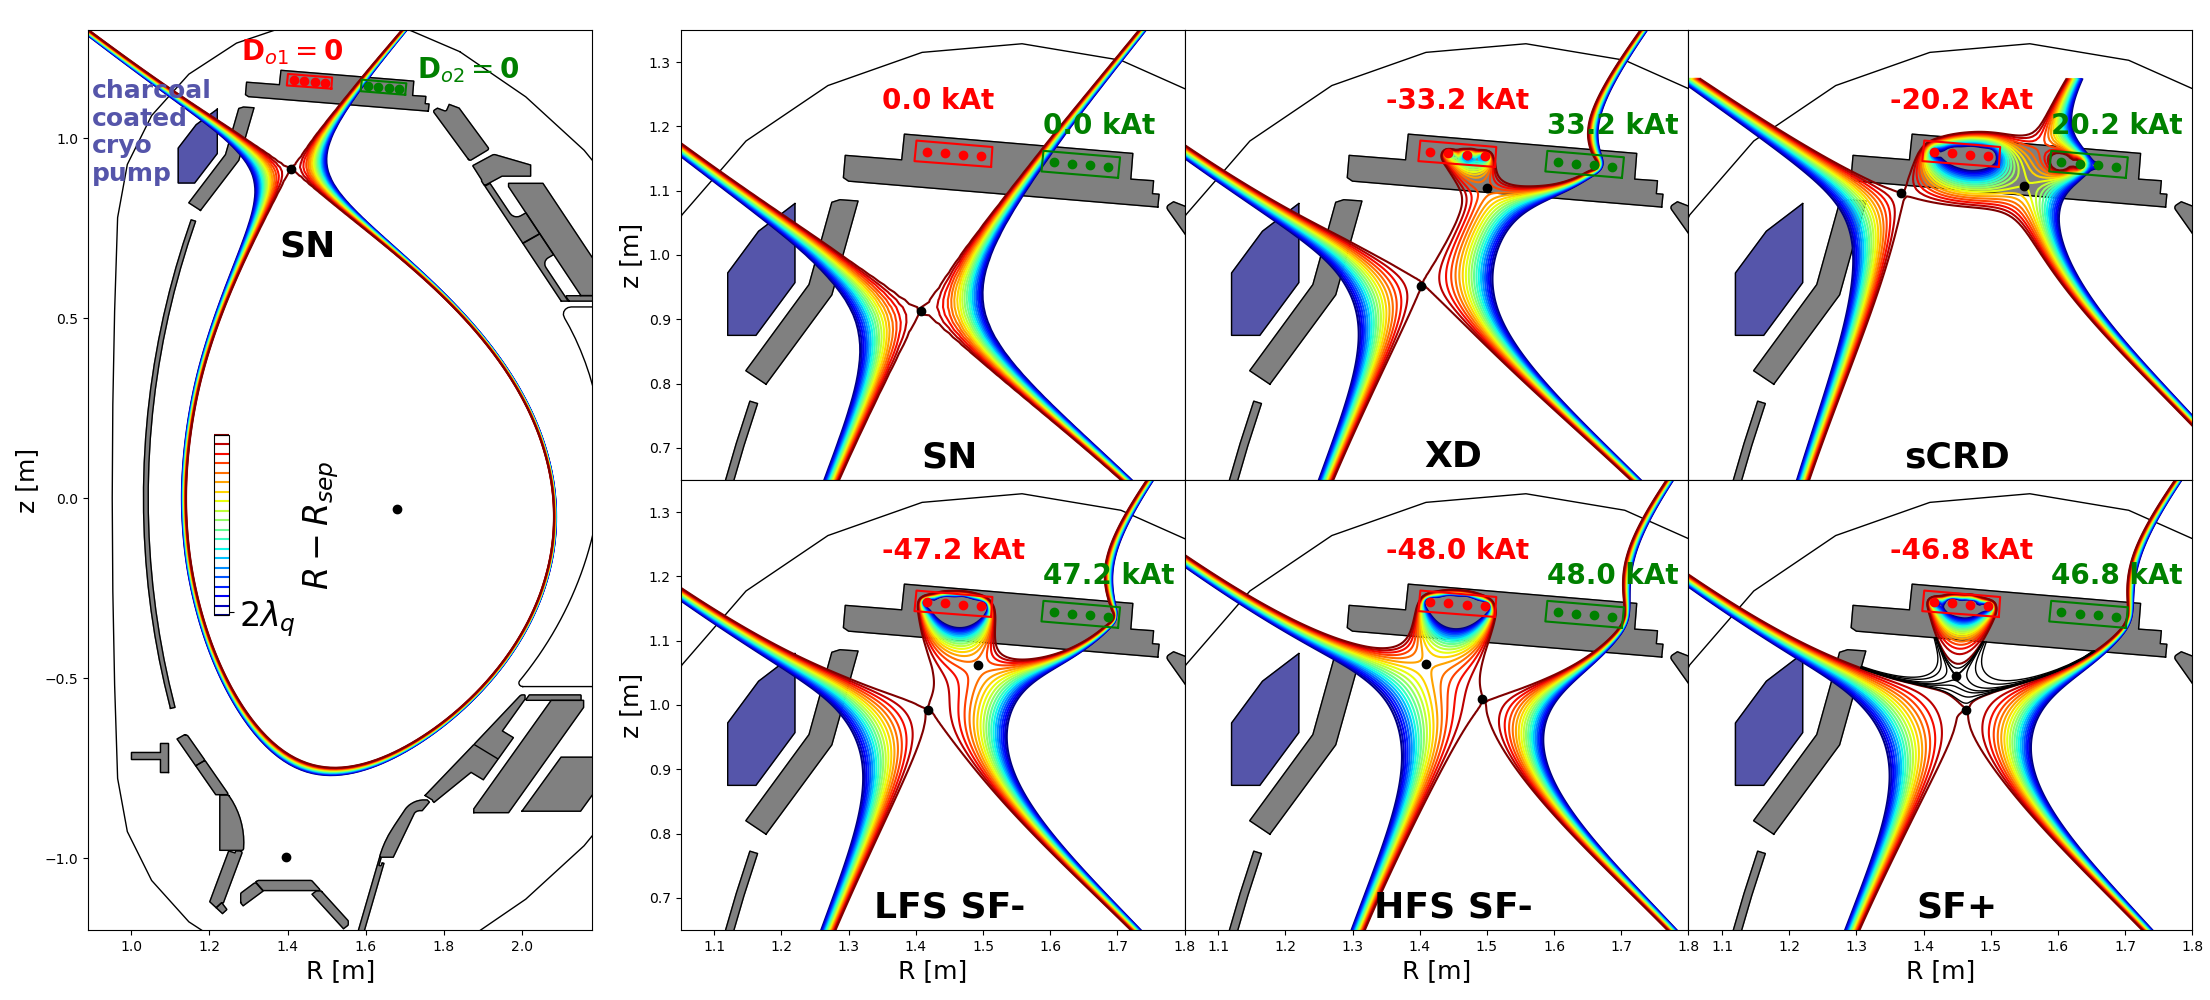 D_{o1} = 0
D_{o2} = 0
charcoal
coated
cryo
pump
SN
R − R_{sep}
2λ_q
z [m]
1.0
0.5
0.0
−0.5
−1.0
1.0 1.2 1.4 1.6 1.8 2.0
R [m]
0.0 kAt
0.0 kAt
SN
z [m]
1.3
1.2
1.1
1.0
0.9
0.8
0.7
-33.2 kAt
33.2 kAt
XD
-20.2 kAt
20.2 kAt
sCRD
-47.2 kAt
47.2 kAt
LFS SF-
z [m]
1.3
1.2
1.1
1.0
0.9
0.8
0.7
1.1 1.2 1.3 1.4 1.5 1.6 1.7 1.8
R [m]
-48.0 kAt
48.0 kAt
HFS SF-
1.1 1.2 1.3 1.4 1.5 1.6 1.7 1.8
R [m]
-46.8 kAt
46.8 kAt
SF+
1.1 1.2 1.3 1.4 1.5 1.6 1.7 1.8
R [m]